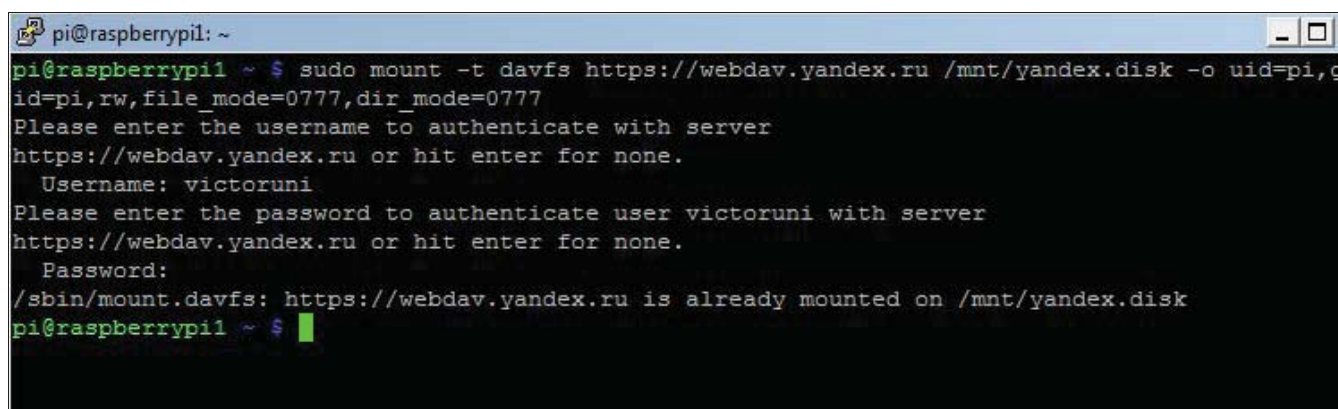 pi@raspberrypi1: ~
pi@raspberrypi1 ~ $ sudo mount -t davfs https://webdav.yandex.ru /mnt/yandex.disk -o uid=pi,g
id=pi,rw,file_mode=0777,dir_mode=0777
Please enter the username to authenticate with server
https://webdav.yandex.ru or hit enter for none.
  Username: victoruni
Please enter the password to authenticate user victoruni with server
https://webdav.yandex.ru or hit enter for none.
  Password:
/sbin/mount.davfs: https://webdav.yandex.ru is already mounted on /mnt/yandex.disk
pi@raspberrypi1 ~ $